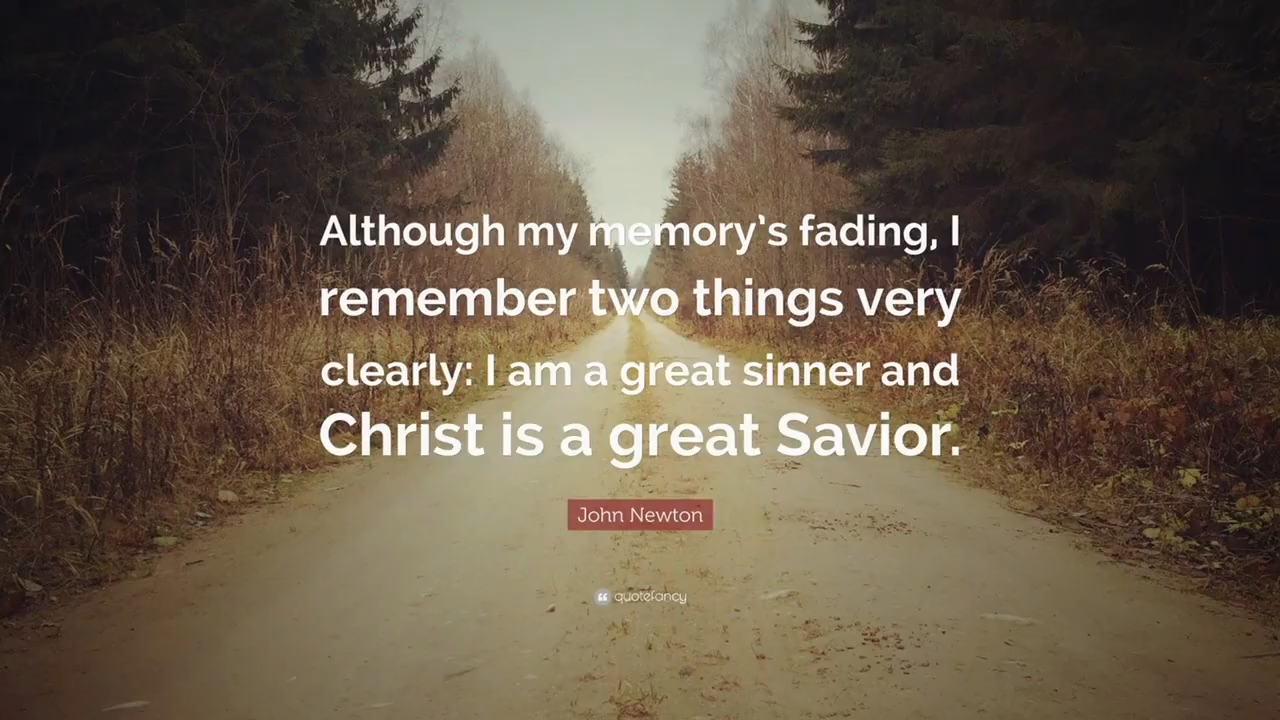 Although my memory’s fading, I
remember two things very
clearly: I am a great sinner and
Christ is a great Savior.
John Newton
quotefancy